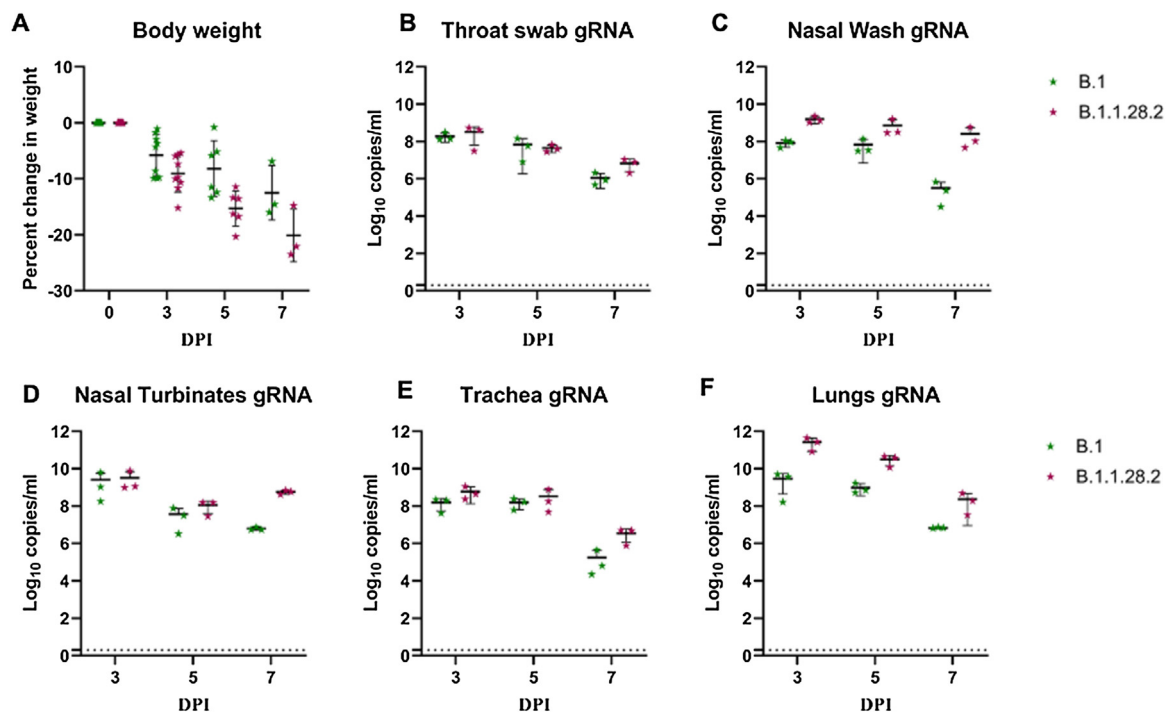 A
Body weight
Percent change in weight
10
0
-10
-20
-30
0
3
5
7
DPI
B
Throat swab gRNA
Log10 copies/ml
12
10
8
6
4
2
0
3
5
7
DPI
C
Nasal Wash gRNA
Log10 copies/ml
12
10
8
6
4
2
0
3
5
7
DPI
B.1
B.1.1.28.2
D
Nasal Turbinates gRNA
Log10 copies/ml
12
10
8
6
4
2
0
3
5
7
DPI
E
Trachea gRNA
Log10 copies/ml
12
10
8
6
4
2
0
3
5
7
DPI
F
Lungs gRNA
Log10 copies/ml
12
10
8
6
4
2
0
3
5
7
DPI
B.1
B.1.1.28.2